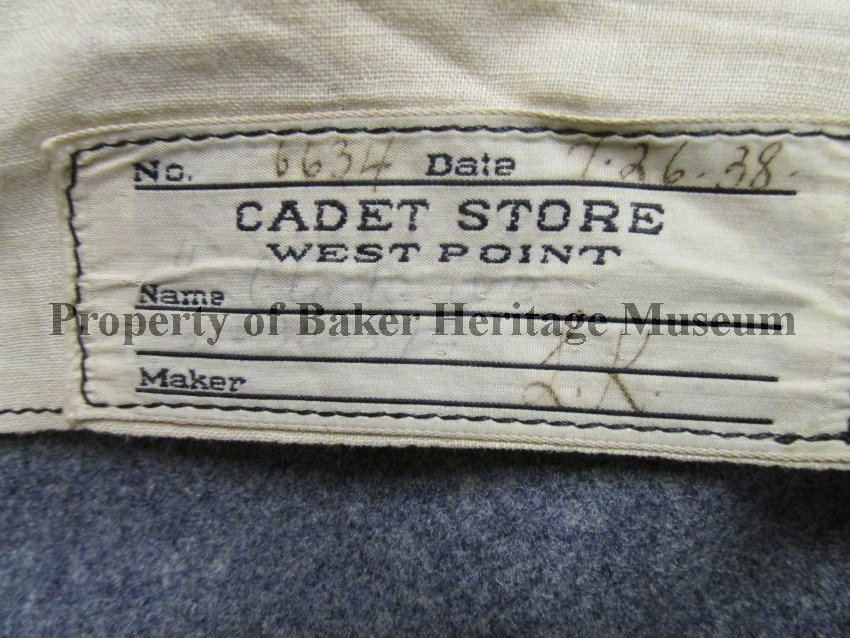 No. 6634 Date 7.26.38.
CADET STORE
WEST POINT
Name
Property of Baker Heritage Museum
Maker